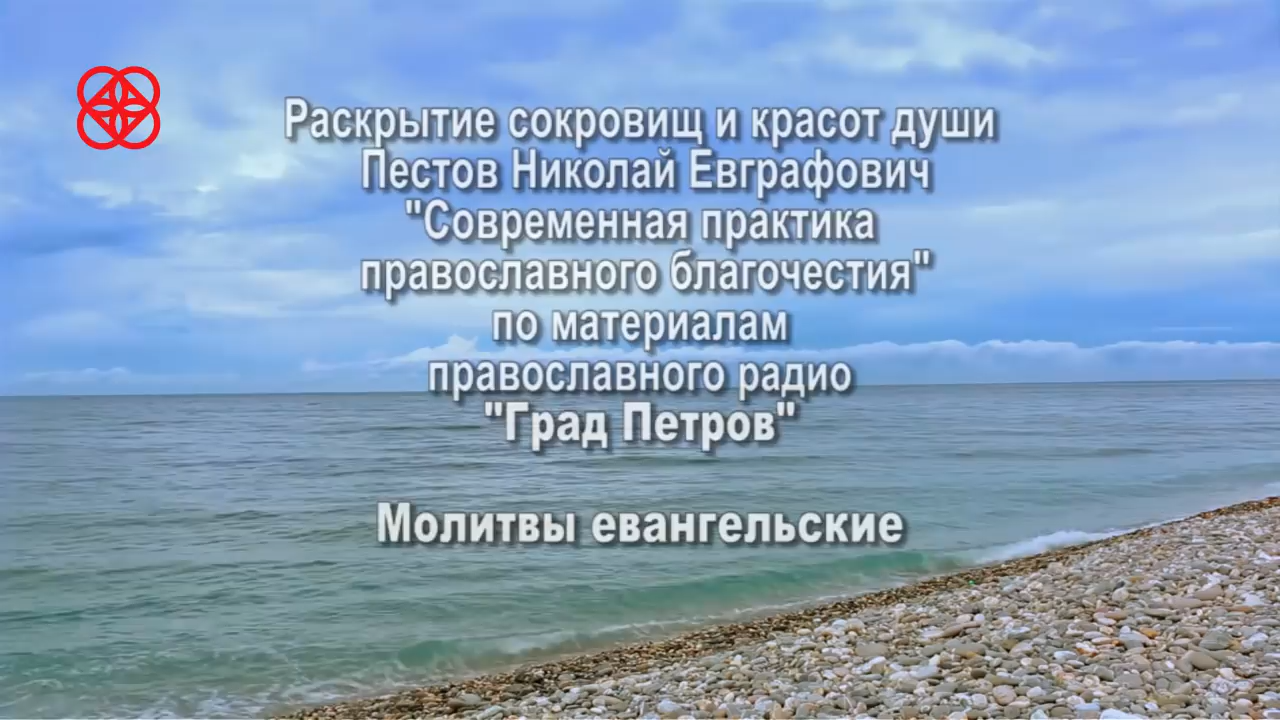 Раскрытие сокровищ и красот души
Пестов Николай Евграфович
"Современная практика
православного благочестия"
по материалам
православного радио
"Град Петров"
Молитвы евангельские